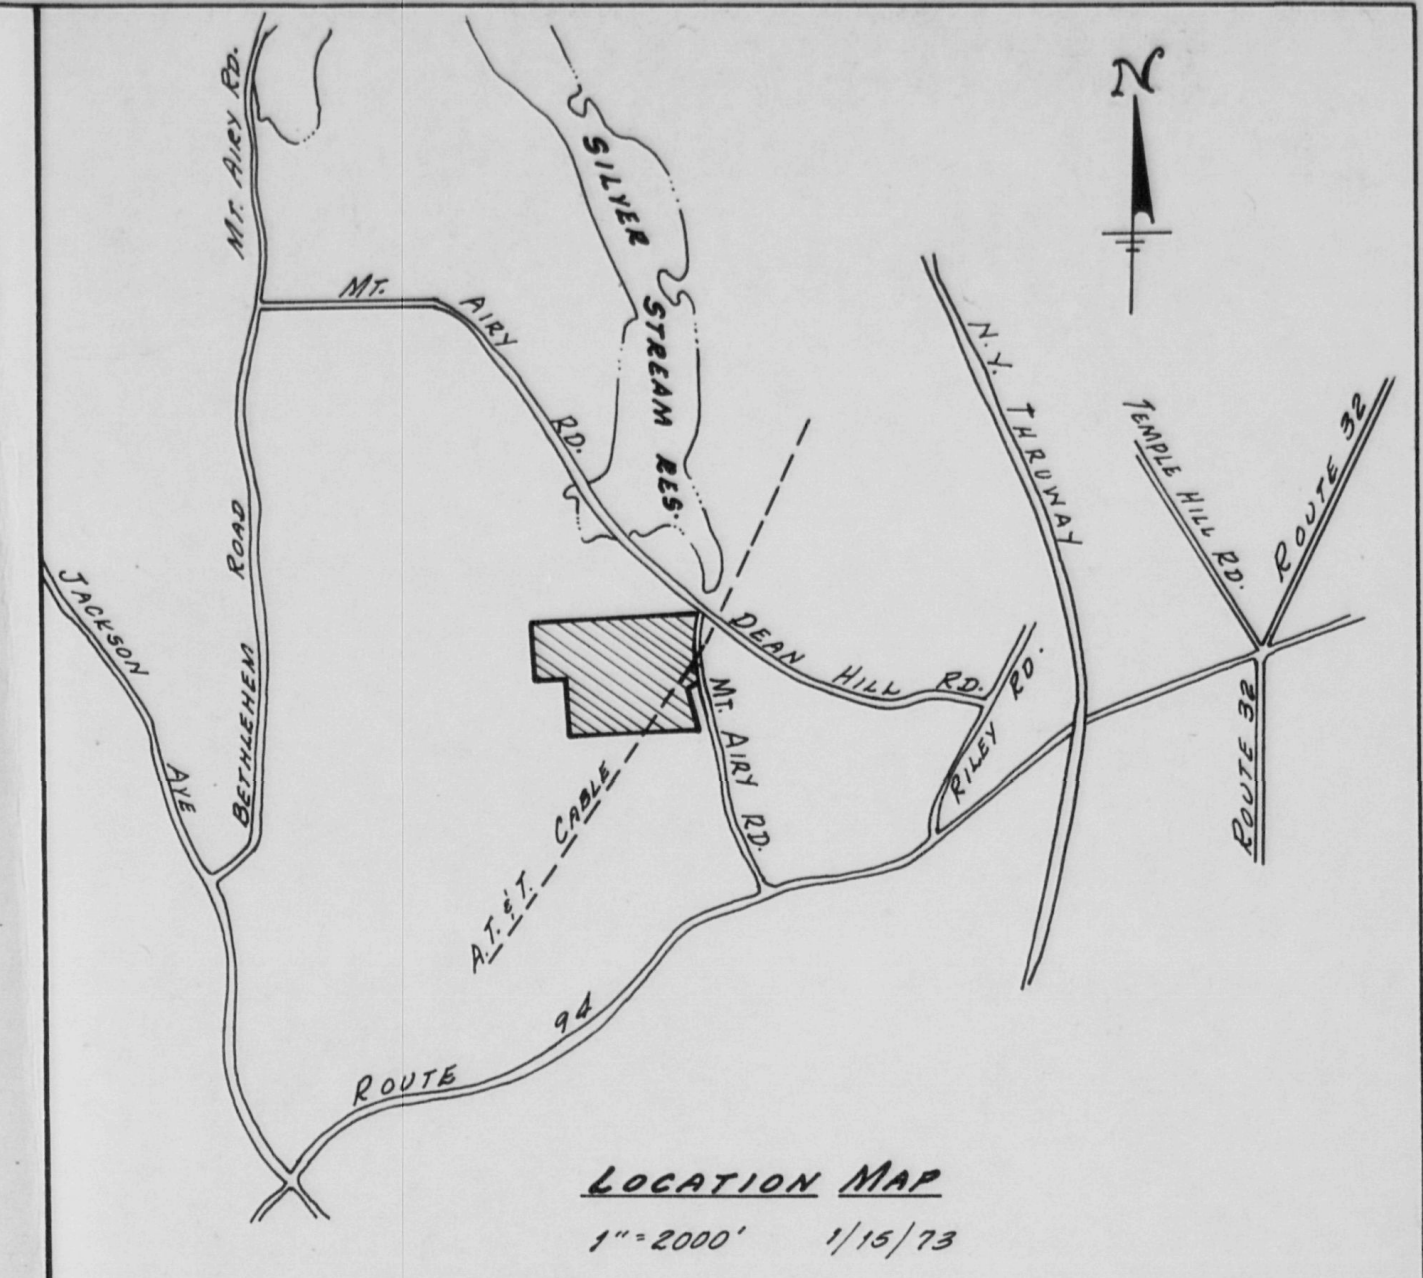 MT. AIRY RD.
N
SILVER
STREAM RES.
MT. AIRY RD.
N.Y. THRUWAY
TEMPLE HILL RD.
ROUTE 32
BETHLEHEM ROAD
JACKSON AVE
DEAN HILL RD.
RILEY RD.
MT. AIRY RD.
ROUTE 32
A.T. & T. CABLE
ROUTE 94
LOCATION MAP
1"=2000' 1/15/73